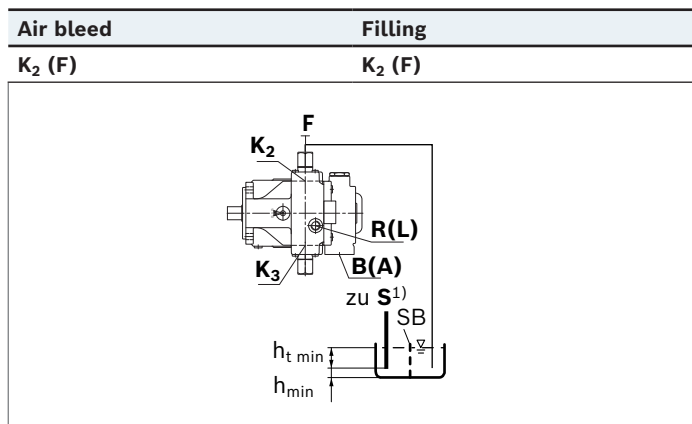 Air bleed Filling
K₂ (F) K₂ (F)
F
K₂
R(L)
K₃
B(A)
zu S¹⁾
SB
hₜ ₘᵢₙ
hₘᵢₙ